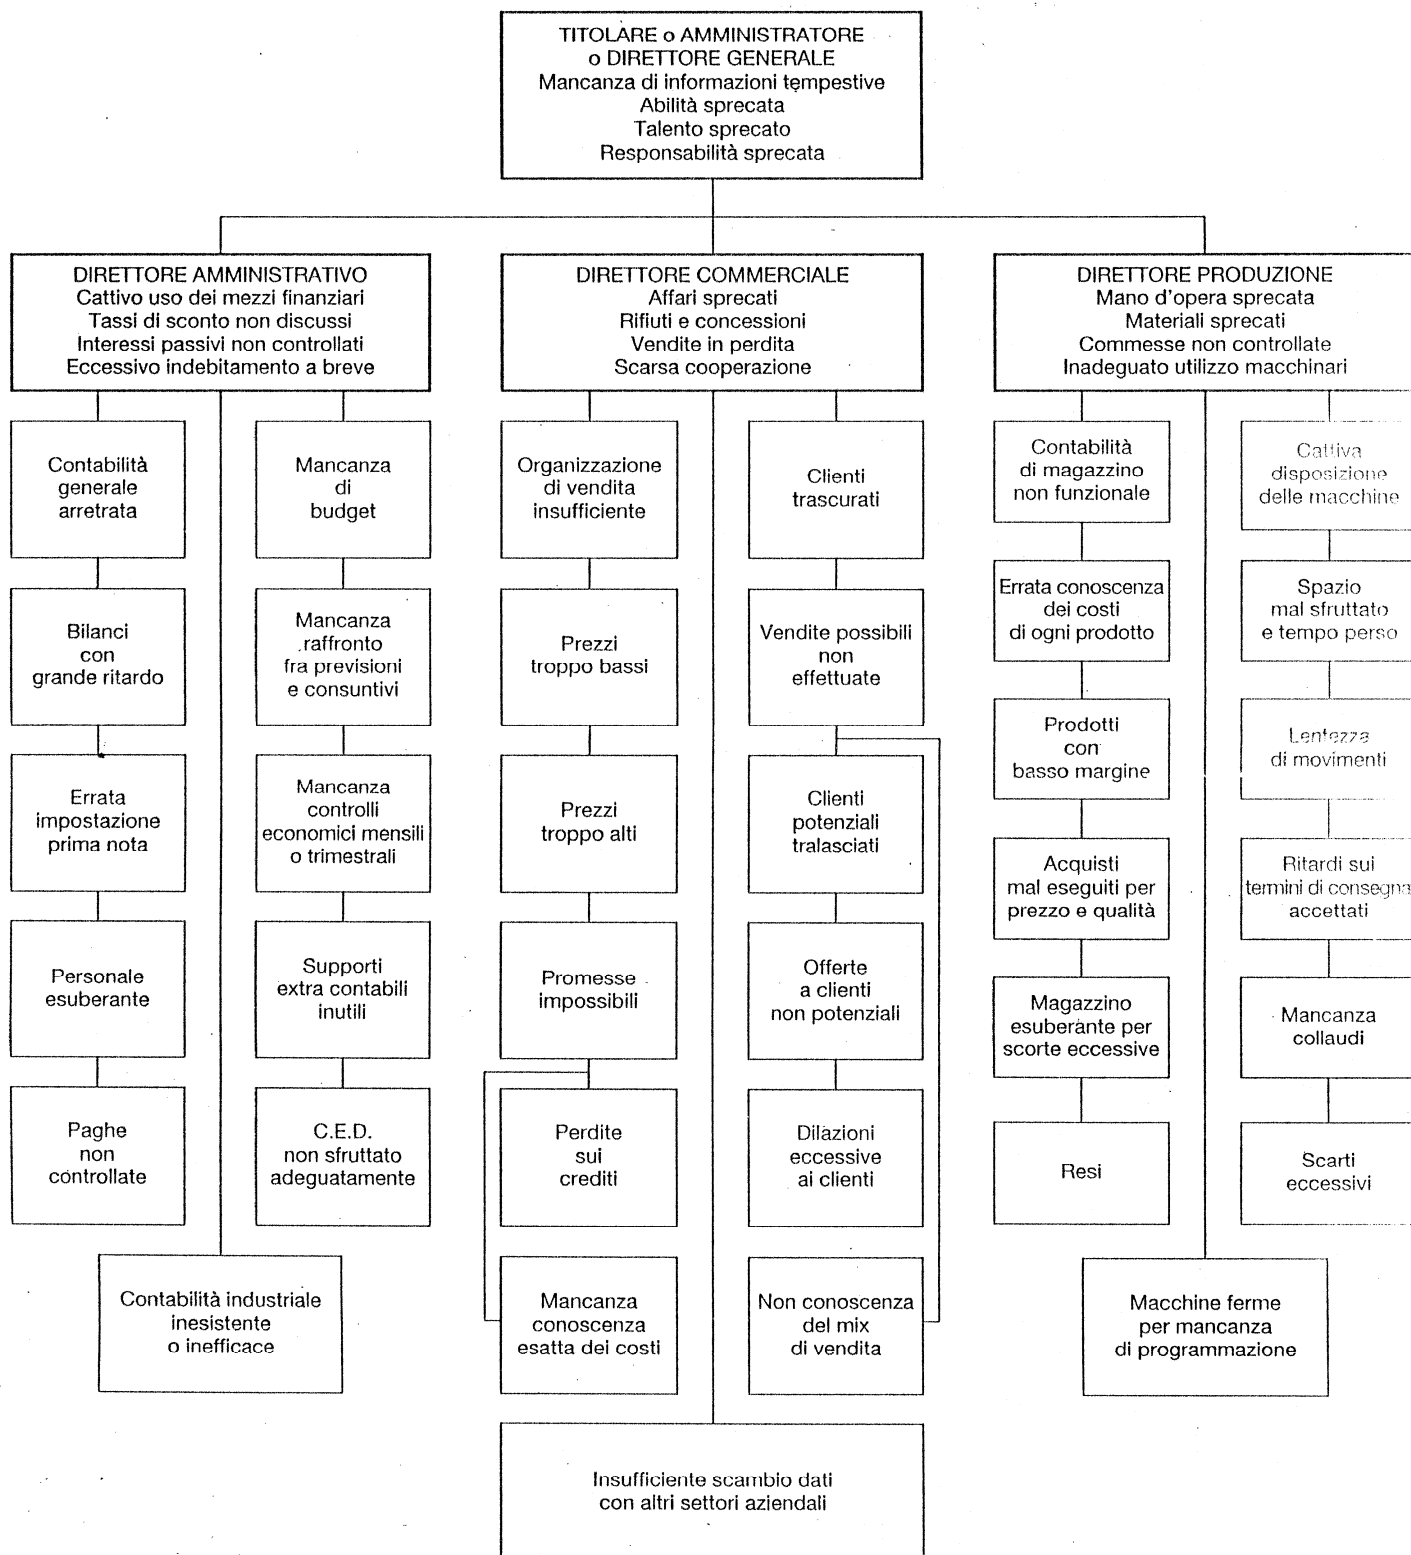 TITOLARE o AMMINISTRATORE
o DIRETTORE GENERALE
Mancanza di informazioni tempestive
Abilità sprecata
Talento sprecato
Responsabilità sprecata
DIRETTORE AMMINISTRATIVO
Cattivo uso dei mezzi finanziari
Tassi di sconto non discussi
Interessi passivi non controllati
Eccessivo indebitamento a breve
Contabilità
generale
arretrata
Bilanci
con
grande ritardo
Errata
impostazione
prima nota
Personale
esuberante
Paghe
non
controllate
Mancanza
di
budget
Mancanza
raffronto
fra previsioni
e consuntivi
Mancanza
controlli
economici mensili
o trimestrali
Supporti
extra contabili
inutili
C.E.D.
non sfruttato
adeguatamente
Contabilità industriale
inesistente
o inefficace
DIRETTORE COMMERCIALE
Affari sprecati
Rifiuti e concessioni
Vendite in perdita
Scarsa cooperazione
Organizzazione
di vendita
insufficiente
Prezzi
troppo bassi
Prezzi
troppo alti
Promesse
impossibili
Perdite
sui
crediti
Mancanza
conoscenza
esatta dei costi
Clienti
trascurati
Vendite possibili
non
effettuate
Clienti
potenziali
tralasciati
Offerte
a clienti
non potenziali
Dilazioni
eccessive
ai clienti
Non conoscenza
del mix
di vendita
Insufficiente scambio dati
con altri settori aziendali
DIRETTORE PRODUZIONE
Mano d'opera sprecata
Materiali sprecati
Commesse non controllate
Inadeguato utilizzo macchinari
Contabilità
di magazzino
non funzionale
Errata conoscenza
dei costi
di ogni prodotto
Prodotti
con
basso margine
Acquisti
mal eseguiti per
prezzo e qualità
Magazzino
esuberante per
scorte eccessive
Resi
Cattiva
disposizione
delle macchine
Spazio
mal sfruttato
e tempo perso
Lentezza
di movimenti
Ritardi sui
termini di consegna
accettati
Mancanza
collaudi
Scarti
eccessivi
Macchine ferme
per mancanza
di programmazione